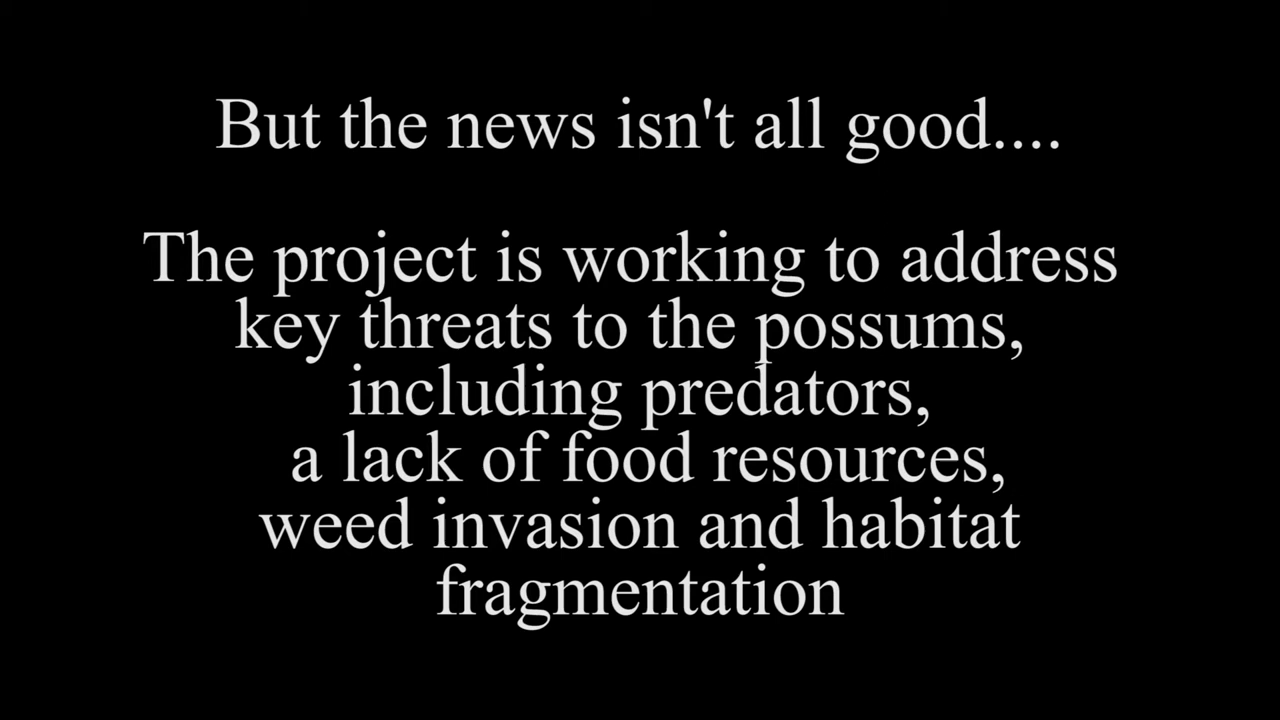 But the news isn't all good....
The project is working to address
key threats to the possums,
including predators,
a lack of food resources,
weed invasion and habitat
fragmentation